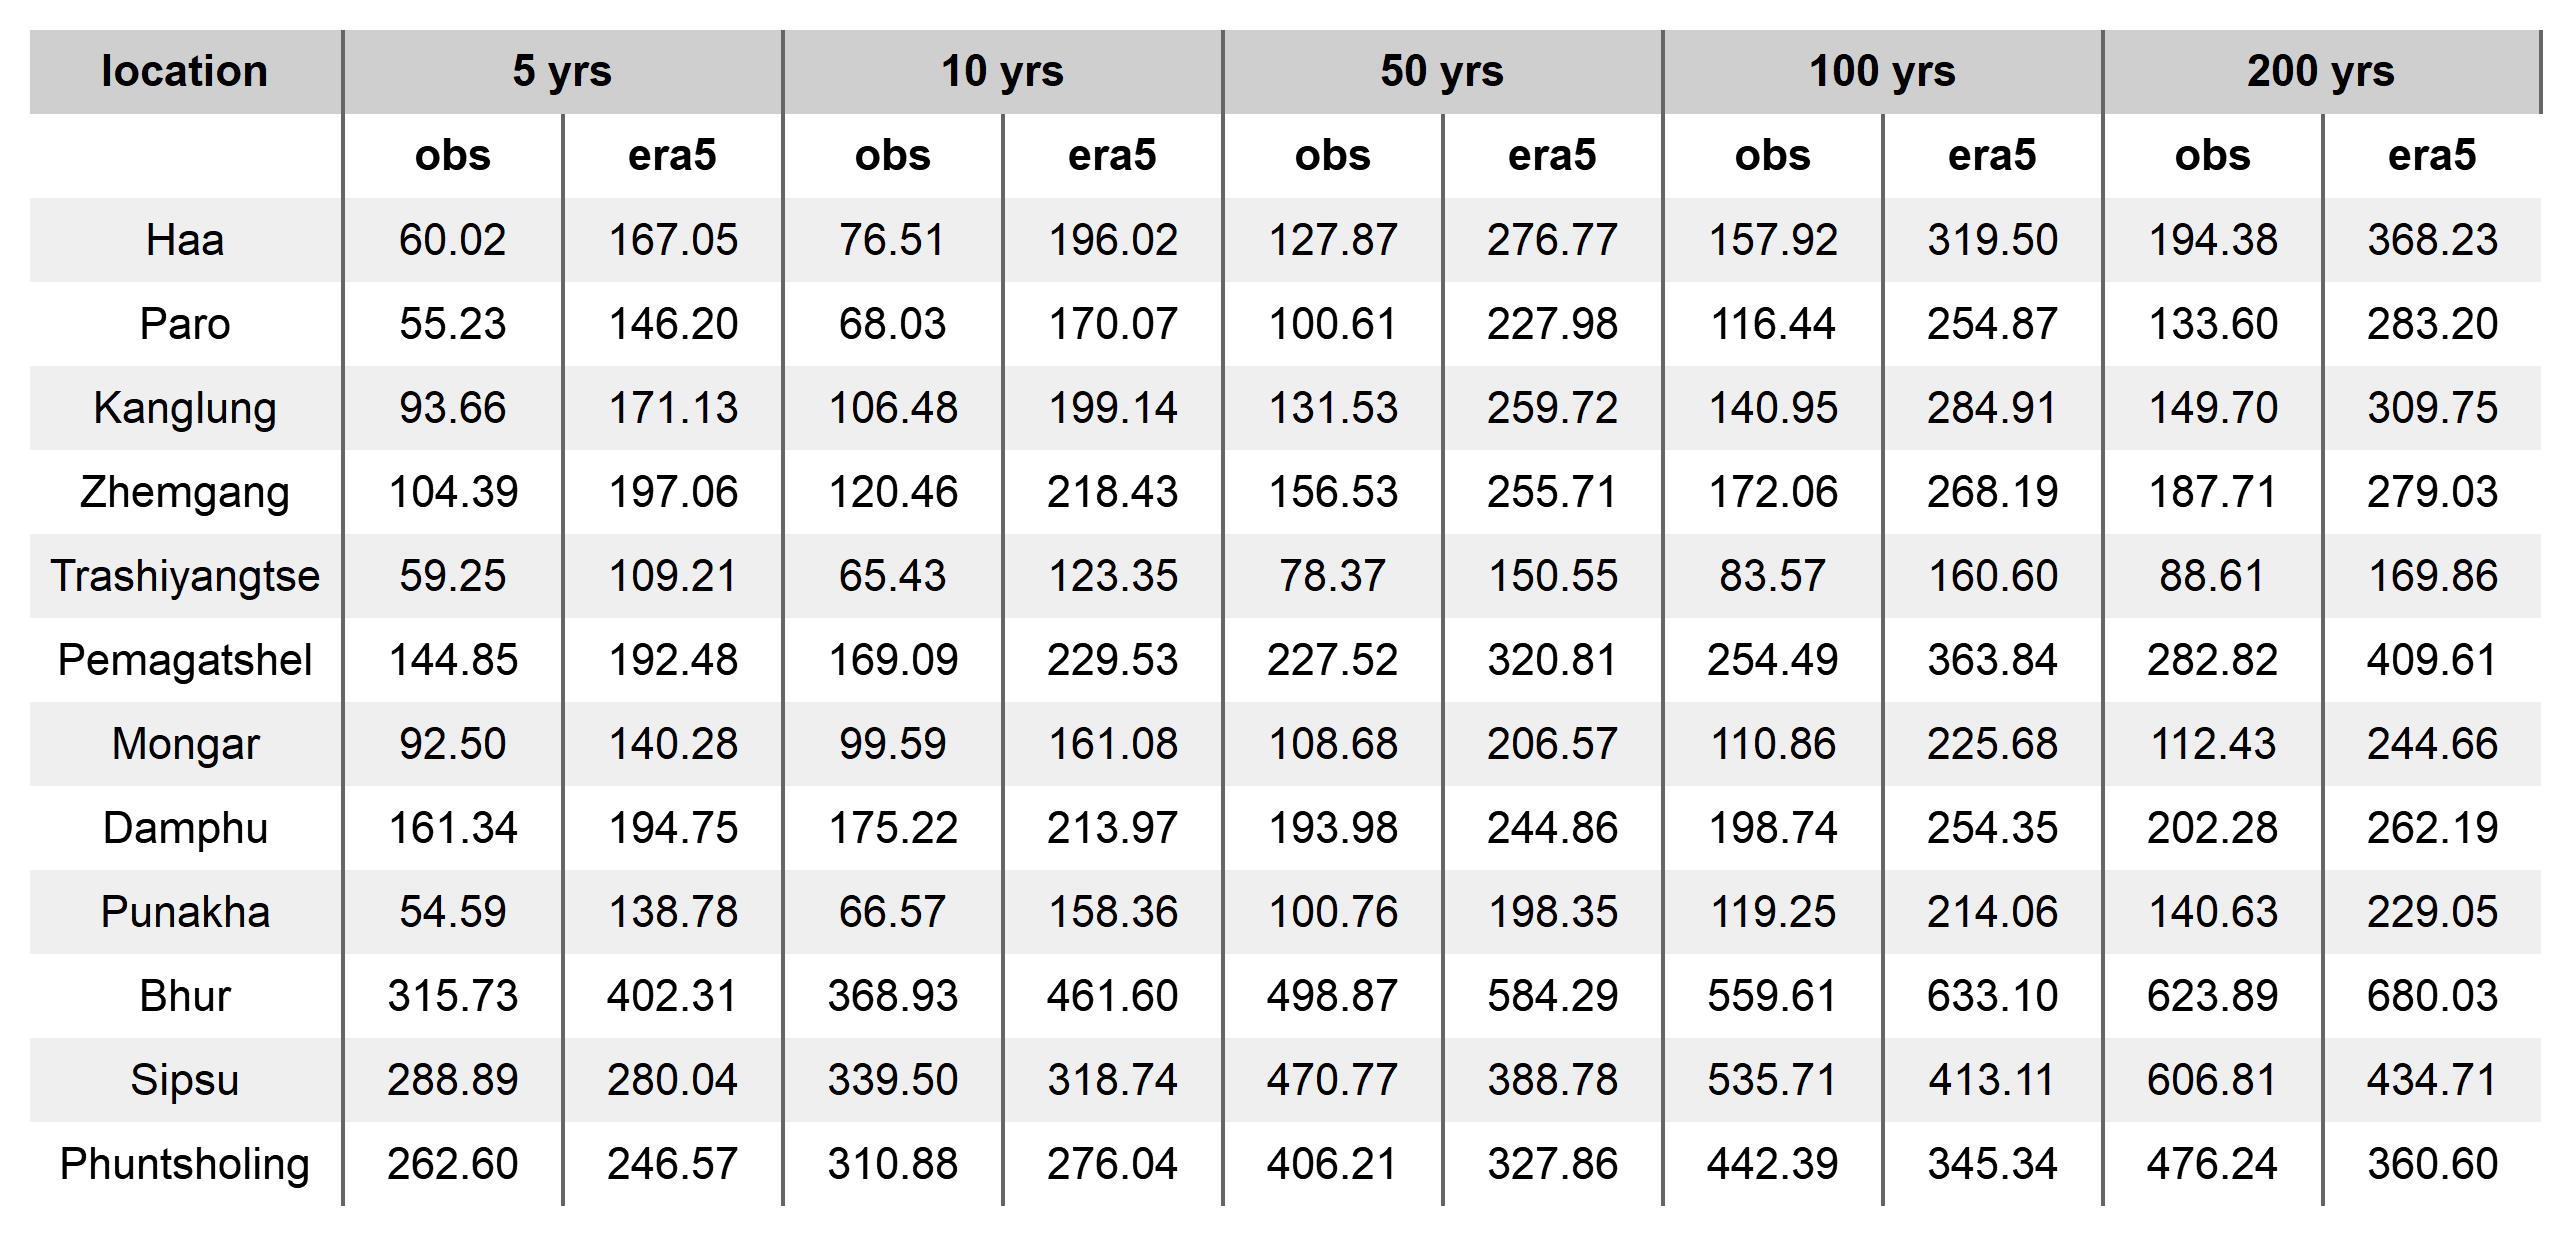 location 5 yrs 10 yrs 50 yrs 100 yrs 200 yrs
obs era5 obs era5 obs era5 obs era5 obs era5
Haa 60.02 167.05 76.51 196.02 127.87 276.77 157.92 319.50 194.38 368.23
Paro 55.23 146.20 68.03 170.07 100.61 227.98 116.44 254.87 133.60 283.20
Kanglung 93.66 171.13 106.48 199.14 131.53 259.72 140.95 284.91 149.70 309.75
Zhemgang 104.39 197.06 120.46 218.43 156.53 255.71 172.06 268.19 187.71 279.03
Trashiyangtse 59.25 109.21 65.43 123.35 78.37 150.55 83.57 160.60 88.61 169.86
Pemagatshel 144.85 192.48 169.09 229.53 227.52 320.81 254.49 363.84 282.82 409.61
Mongar 92.50 140.28 99.59 161.08 108.68 206.57 110.86 225.68 112.43 244.66
Damphu 161.34 194.75 175.22 213.97 193.98 244.86 198.74 254.35 202.28 262.19
Punakha 54.59 138.78 66.57 158.36 100.76 198.35 119.25 214.06 140.63 229.05
Bhur 315.73 402.31 368.93 461.60 498.87 584.29 559.61 633.10 623.89 680.03
Sipsu 288.89 280.04 339.50 318.74 470.77 388.78 535.71 413.11 606.81 434.71
Phuntsholing 262.60 246.57 310.88 276.04 406.21 327.86 442.39 345.34 476.24 360.60